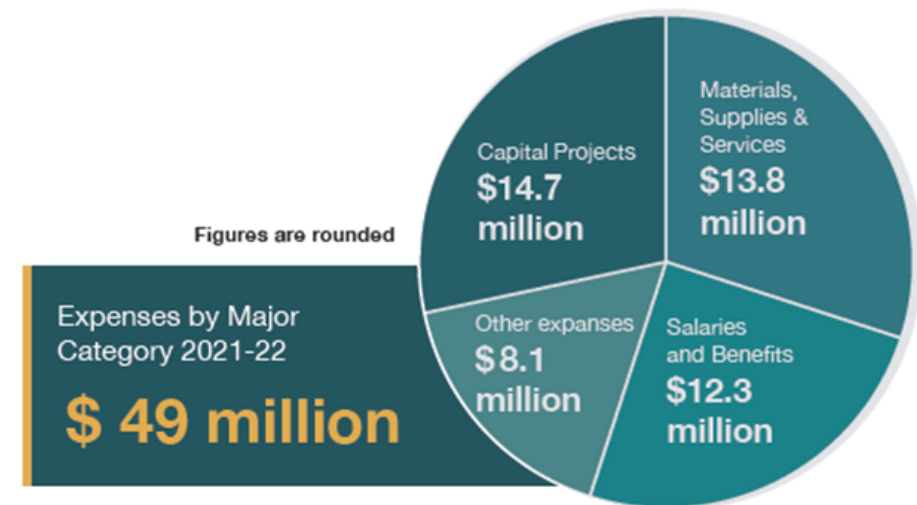 Materials,
Supplies &
Services
$13.8
million
Capital Projects
$14.7
million
Figures are rounded
Expenses by Major
Category 2021-22
$ 49 million
Other expanses
$8.1
million
Salaries
and Benefits
$12.3
million